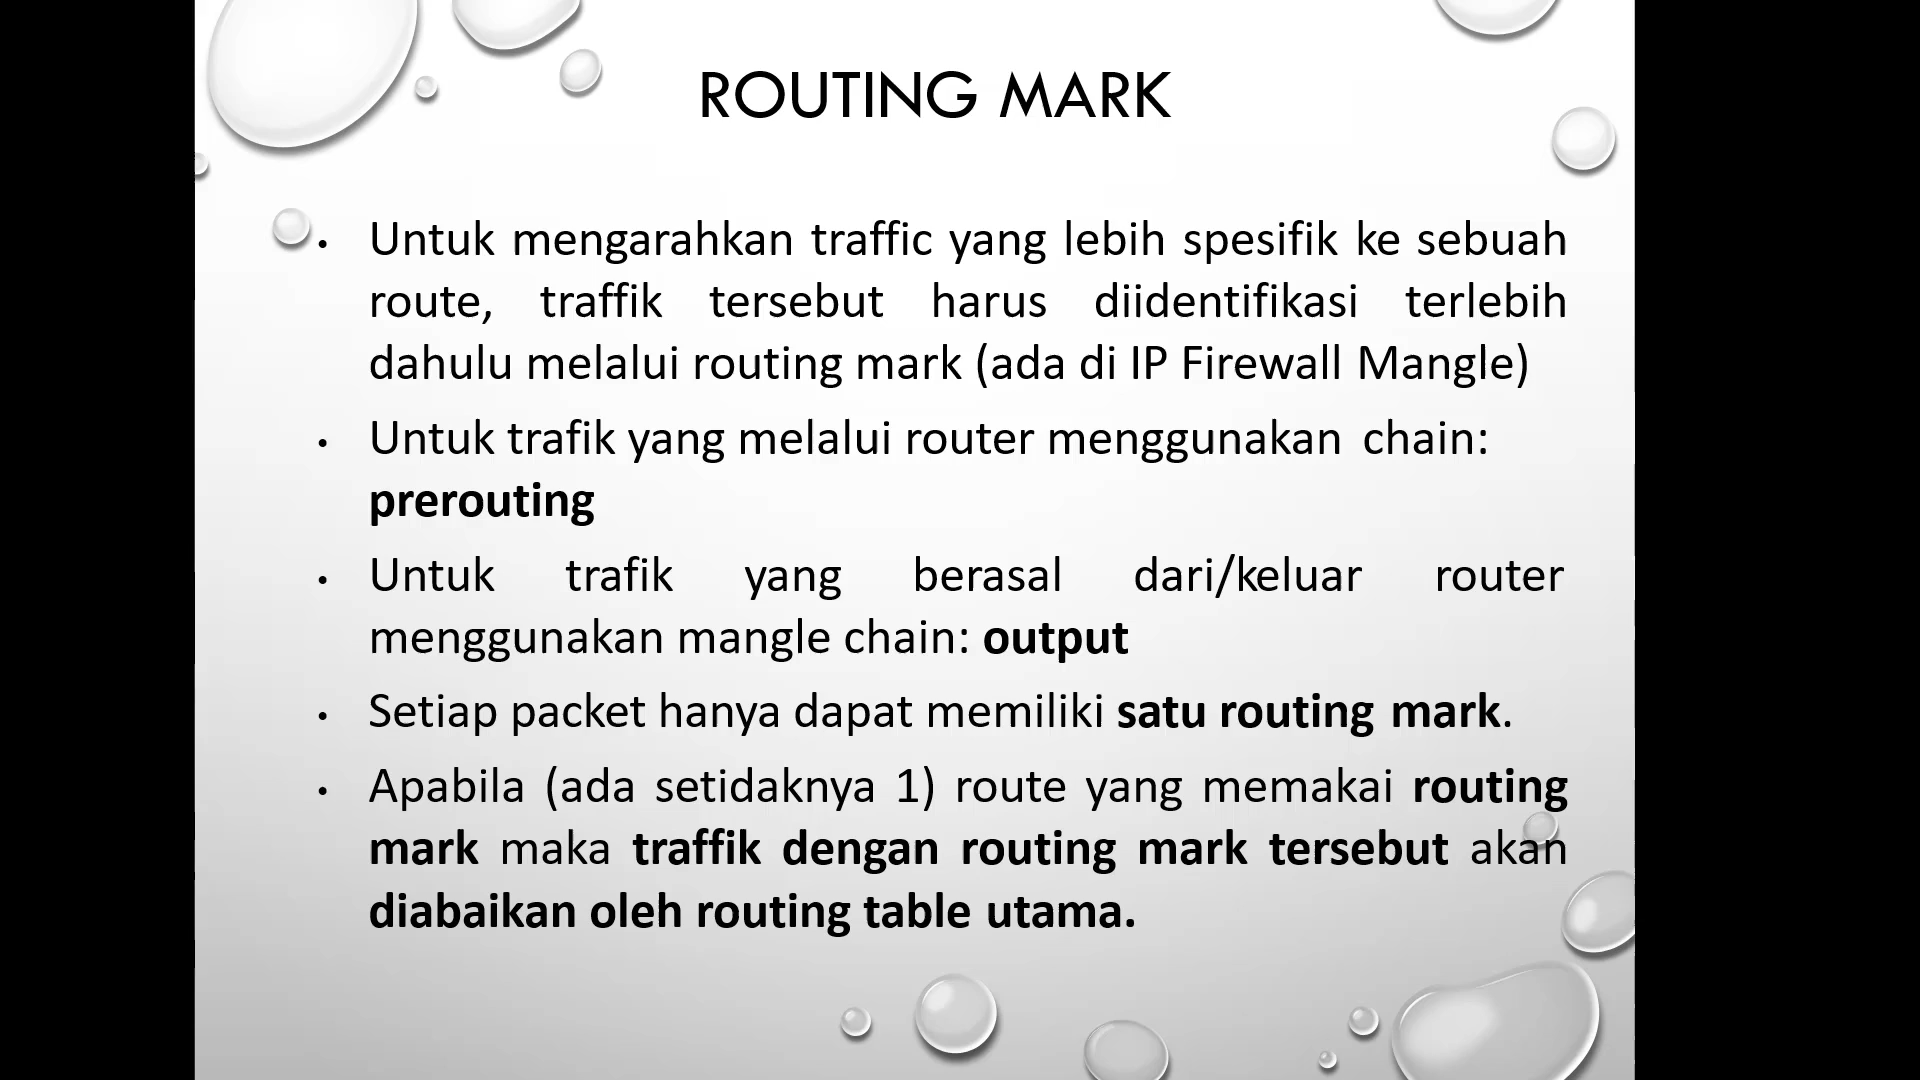 ROUTING MARK
• Untuk mengarahkan traffic yang lebih spesifik ke sebuah
route, traffik tersebut harus diidentifikasi terlebih
dahulu melalui routing mark (ada di IP Firewall Mangle)
• Untuk trafik yang melalui router menggunakan chain:
prerouting
• Untuk trafik yang berasal dari/keluar router
menggunakan mangle chain: output
• Setiap packet hanya dapat memiliki satu routing mark.
• Apabila (ada setidaknya 1) route yang memakai routing
mark maka traffik dengan routing mark tersebut akan
diabaikan oleh routing table utama.